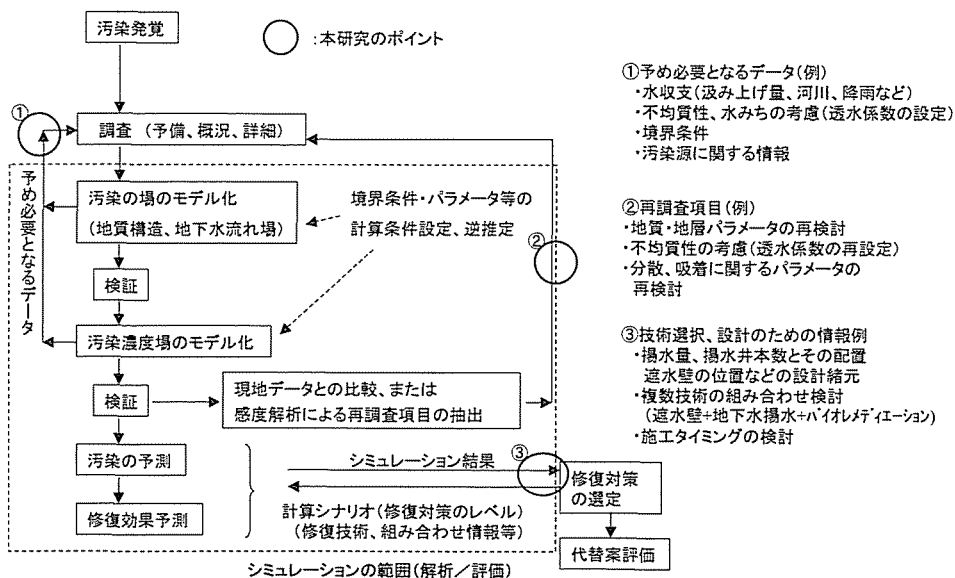 汚染発覚
:本研究のポイント
①
調査 (予備、概況、詳細)
予め必要となるデータ
汚染の場のモデル化
(地質構造、地下水流れ場)
境界条件・パラメータ等の
計算条件設定、逆推定
②
検証
汚染濃度場のモデル化
検証
現地データとの比較、または
感度解析による再調査項目の抽出
汚染の予測
修復効果予測
シミュレーション結果
③
計算シナリオ(修復対策のレベル)
(修復技術、組み合わせ情報等)
修復対策
の選定
代替案評価
シミュレーションの範囲(解析/評価)
①予め必要となるデータ(例)
・水収支(汲み上げ量、河川、降雨など)
・不均質性、水みちの考慮(透水係数の設定)
・境界条件
・汚染源に関する情報
②再調査項目(例)
・地質・地層パラメータの再検討
・不均質性の考慮(透水係数の再設定)
・分散、吸着に関するパラメータの
再検討
③技術選択、設計のための情報例
・揚水量、揚水井本数とその配置
遮水壁の位置などの設計緒元
・複数技術の組み合わせ検討
(遮水壁+地下水揚水+バイオレメディエーション)
・施工タイミングの検討